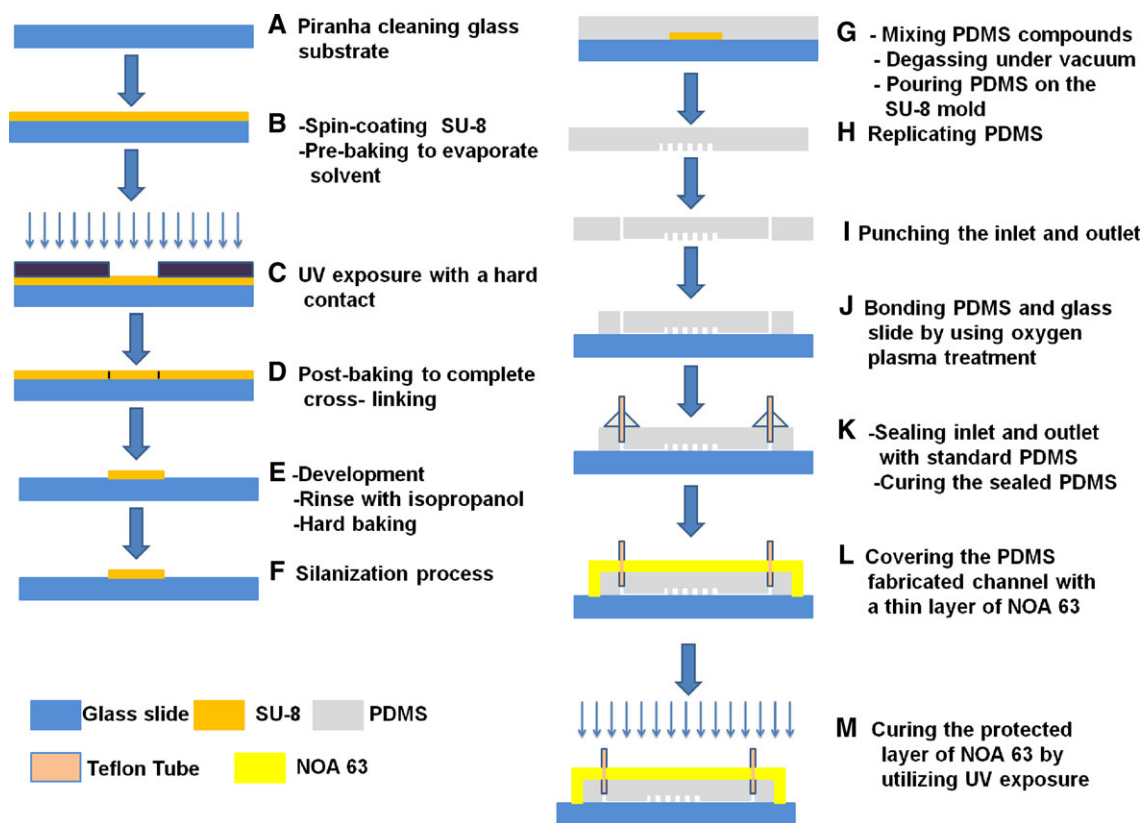 A Piranha cleaning glass
substrate
B -Spin-coating SU-8
-Pre-baking to evaporate
solvent
C UV exposure with a hard
contact
D Post-baking to complete
cross- linking
E -Development
-Rinse with isopropanol
-Hard baking
F Silanization process
Glass slide
SU-8
PDMS
Teflon Tube
NOA 63
G - Mixing PDMS compounds
- Degassing under vacuum
- Pouring PDMS on the
SU-8 mold
H Replicating PDMS
I Punching the inlet and outlet
J Bonding PDMS and glass
slide by using oxygen
plasma treatment
K -Sealing inlet and outlet
with standard PDMS
-Curing the sealed PDMS
L Covering the PDMS
fabricated channel with
a thin layer of NOA 63
M Curing the protected
layer of NOA 63 by
utilizing UV exposure